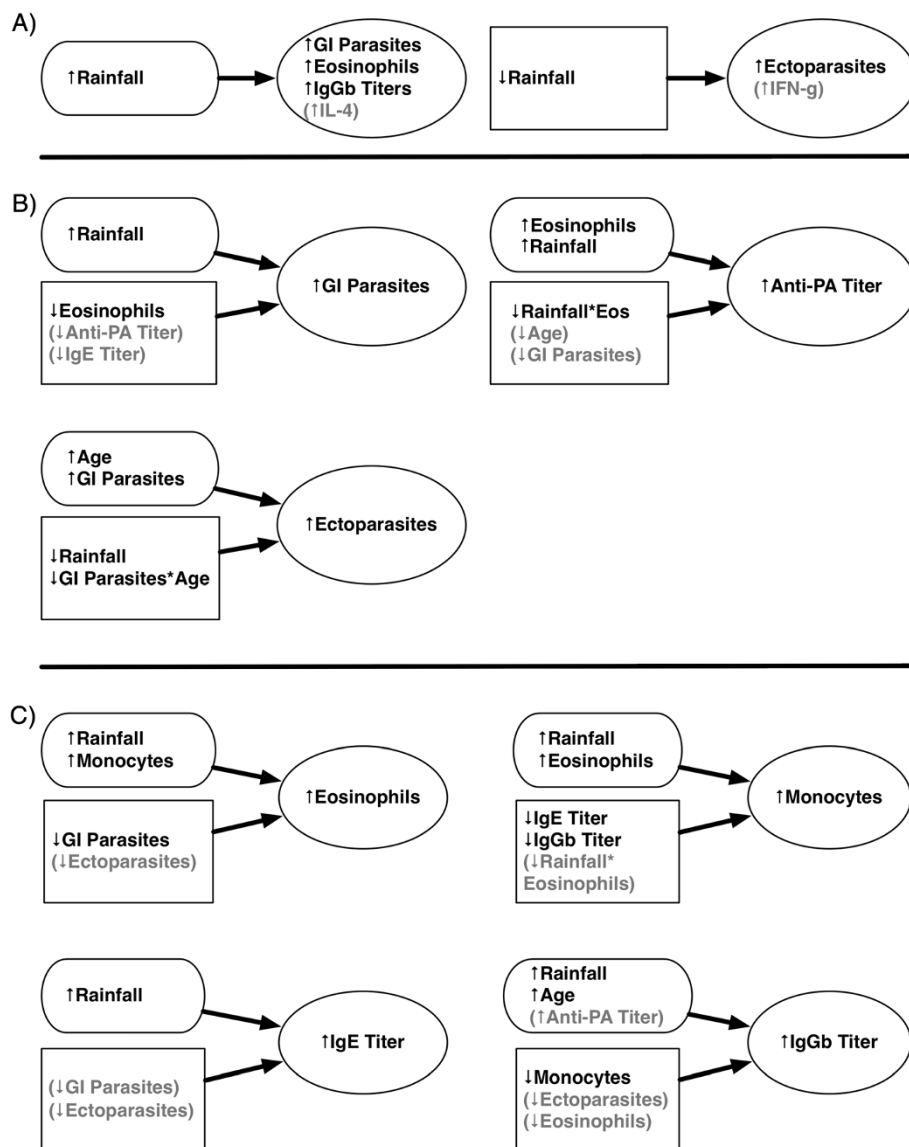 A)
↑Rainfall
↑GI Parasites
↑Eosinophils
↑IgGb Titers
(↑IL-4)
↓Rainfall
↑Ectoparasites
(↑IFN-g)
B)
↑Rainfall
↓Eosinophils
(↓Anti-PA Titer)
(↓IgE Titer)
↑GI Parasites
↑Eosinophils
↑Rainfall
↓Rainfall*Eos
(↓Age)
(↓GI Parasites)
↑Anti-PA Titer
↑Age
↑GI Parasites
↓Rainfall
↓GI Parasites*Age
↑Ectoparasites
C)
↑Rainfall
↑Monocytes
↓GI Parasites
(↓Ectoparasites)
↑Eosinophils
↑Rainfall
↑Eosinophils
↓IgE Titer
↓IgGb Titer
(↓Rainfall*
Eosinophils)
↑Monocytes
↑Rainfall
(↓GI Parasites)
(↓Ectoparasites)
↑IgE Titer
↑Rainfall
↑Age
(↑Anti-PA Titer)
↓Monocytes
(↓Ectoparasites)
(↓Eosinophils)
↑IgGb Titer